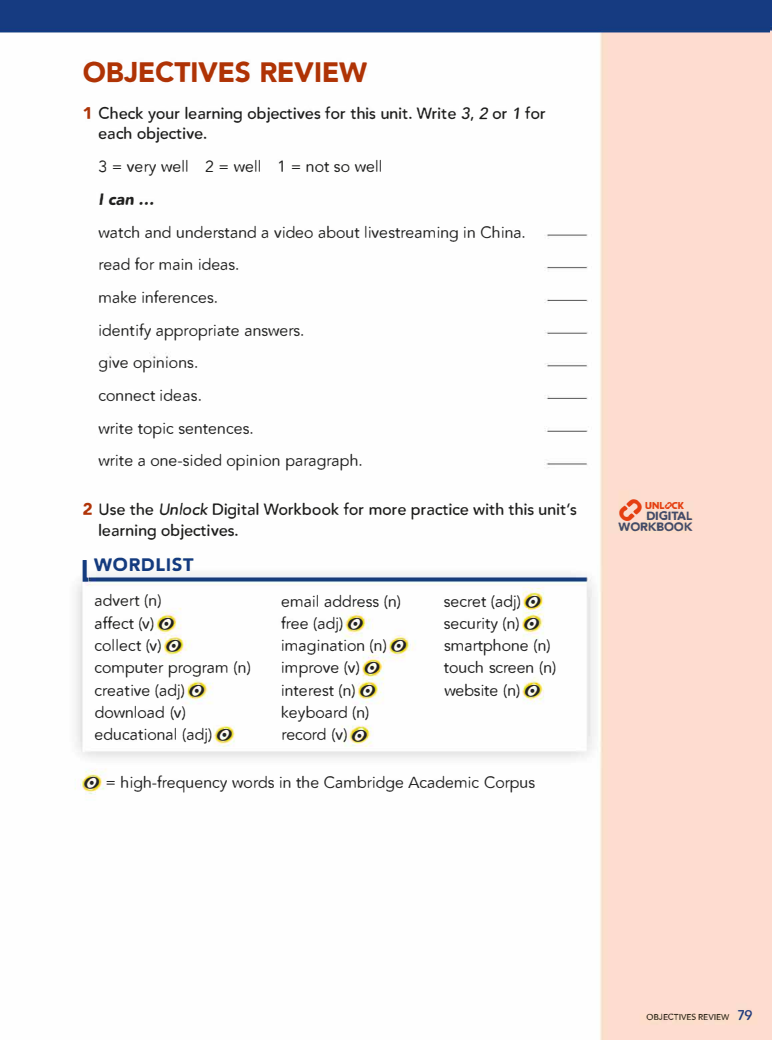 OBJECTIVES REVIEW
1 Check your learning objectives for this unit. Write 3, 2 or 1 for
each objective.
3 = very well 2 = well 1 = not so well
I can ...
watch and understand a video about livestreaming in China.
read for main ideas.
make inferences.
identify appropriate answers.
give opinions.
connect ideas.
write topic sentences.
write a one-sided opinion paragraph.
2 Use the Unlock Digital Workbook for more practice with this unit's
learning objectives.
UNLOCK
DIGITAL
WORKBOOK
WORDLIST
advert (n)
affect (v)
collect (v)
computer program (n)
creative (adj)
download (v)
educational (adj)
email address (n)
free (adj)
imagination (n)
improve (v)
interest (n)
keyboard (n)
record (v)
secret (adj)
security (n)
smartphone (n)
touch screen (n)
website (n)
= high-frequency words in the Cambridge Academic Corpus
OBJECTIVES REVIEW 79